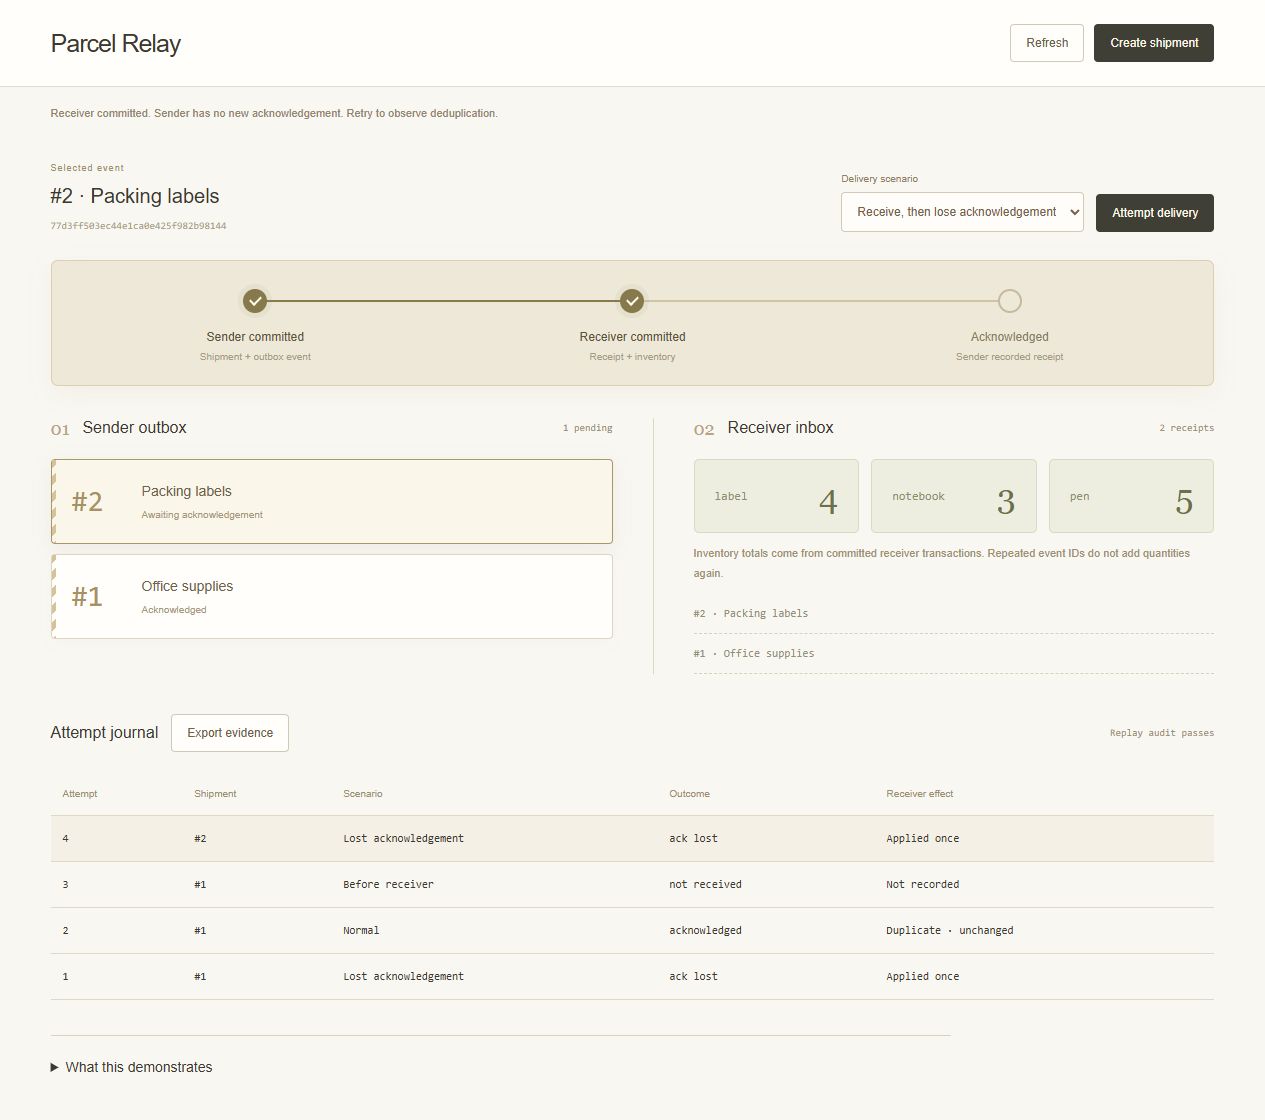 Parcel Relay
Refresh
Create shipment
Receiver committed. Sender has no new acknowledgement. Retry to observe deduplication.
Selected event
#2 · Packing labels
77d3ff503ec44e1ca0e425f982b98144
Delivery scenario
Receive, then lose acknowledgement
Attempt delivery
Sender committed
Shipment + outbox event
Receiver committed
Receipt + inventory
Acknowledged
Sender recorded receipt
01 Sender outbox
1 pending
#2
Packing labels
Awaiting acknowledgement
#1
Office supplies
Acknowledged
02 Receiver inbox
2 receipts
label 4
notebook 3
pen 5
Inventory totals come from committed receiver transactions. Repeated event IDs do not add quantities
again.
#2 · Packing labels
#1 · Office supplies
Attempt journal
Export evidence
Replay audit passes
Attempt Shipment Scenario Outcome Receiver effect
4 #2 Lost acknowledgement ack lost Applied once
3 #1 Before receiver not received Not recorded
2 #1 Normal acknowledged Duplicate · unchanged
1 #1 Lost acknowledgement ack lost Applied once
What this demonstrates